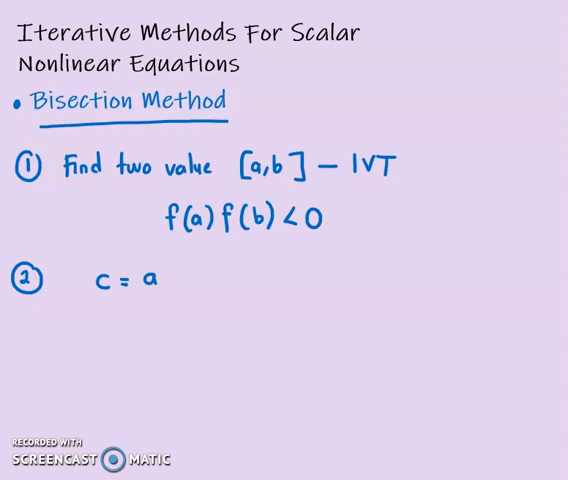 Iterative Methods For Scalar
Nonlinear Equations
• Bisection Method
① Find two value [a,b] – IVT
f(a) f(b) < 0
② c = a
RECORDED WITH
SCREENCAST MATIC